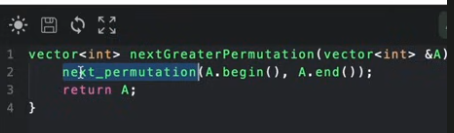 1 vector<int> nextGreaterPermutation(vector<int> &A)
2 next_permutation(A.begin(), A.end());
3 return A;
4 }